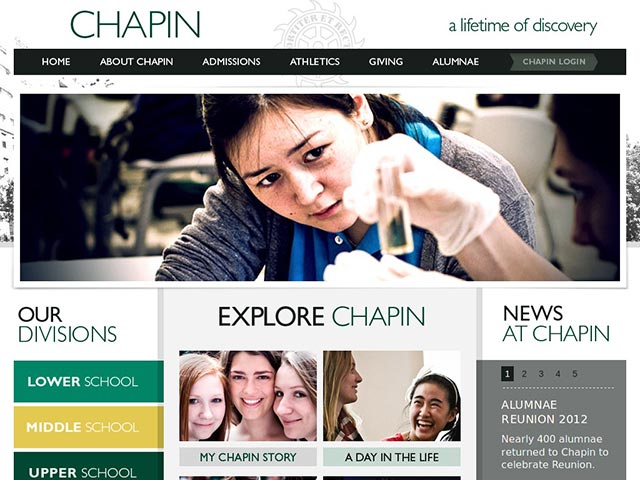 CHAPIN
a lifetime of discovery
HOME
ABOUT CHAPIN
ADMISSIONS
ATHLETICS
GIVING
ALUMNAE
CHAPIN LOGIN
OUR
DIVISIONS
LOWER SCHOOL
MIDDLE SCHOOL
UPPER SCHOOL
EXPLORE CHAPIN
MY CHAPIN STORY
A DAY IN THE LIFE
NEWS
AT CHAPIN
1 2 3 4 5
ALUMNAE
REUNION 2012
Nearly 400 alumnae
returned to Chapin to
celebrate Reunion.